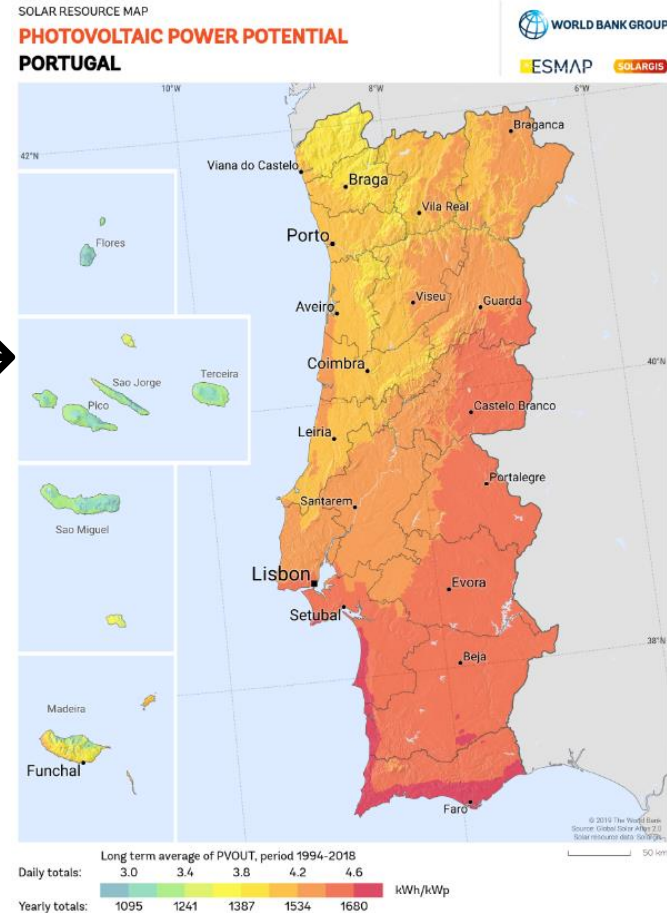 SOLAR RESOURCE MAP
PHOTOVOLTAIC POWER POTENTIAL
PORTUGAL
WORLD BANK GROUP
ESMAP
SOLARGIS
10°W
8°W
6°W
42°N
Braganca
Viana do Castelo
Braga
Vila Real
Flores
Porto
Aveiro
Viseu
Guarda
40°N
Coimbra
Sao Jorge
Terceira
Pico
Castelo Branco
Leiria
Portalegre
Santarem
Sao Miguel
Lisbon
Evora
Setubal
38°N
Beja
Madeira
Funchal
Faro
© 2019 The World Bank
Source: Global Solar Atlas 2.0
Solar resource data: Solargis
50 km
Long term average of PVOUT, period 1994-2018
Daily totals: 3.0 3.4 3.8 4.2 4.6
kWh/kWp
Yearly totals: 1095 1241 1387 1534 1680